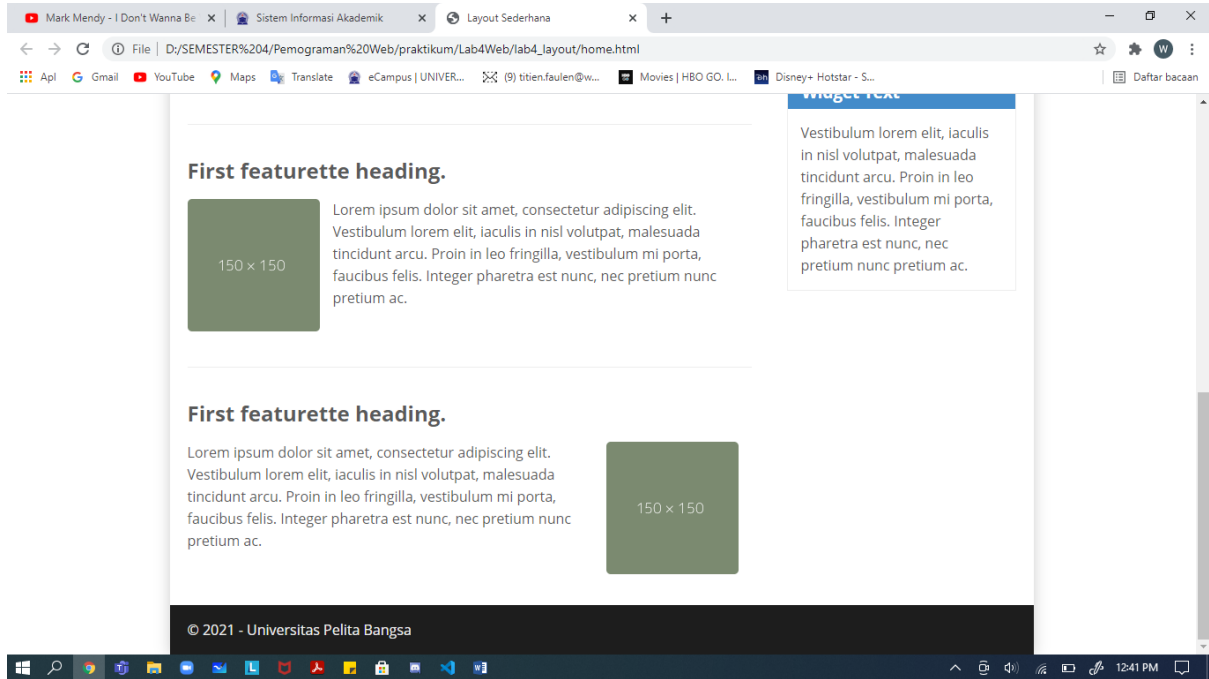 Mark Mendy - I Don't Wanna Be
Sistem Informasi Akademik
Layout Sederhana
File | D:/SEMESTER%204/Pemograman%20Web/praktikum/Lab4Web/lab4_layout/home.html
W
Apl
Gmail
YouTube
Maps
Translate
eCampus | UNIVER...
(9) titien.faulen@w...
Movies | HBO GO. I...
Disney+ Hotstar - S...
Daftar bacaan
Widget Text
Vestibulum lorem elit, iaculis
in nisl volutpat, malesuada
tincidunt arcu. Proin in leo
fringilla, vestibulum mi porta,
faucibus felis. Integer
pharetra est nunc, nec
pretium nunc pretium ac.
First featurette heading.
150 × 150
Lorem ipsum dolor sit amet, consectetur adipiscing elit.
Vestibulum lorem elit, iaculis in nisl volutpat, malesuada
tincidunt arcu. Proin in leo fringilla, vestibulum mi porta,
faucibus felis. Integer pharetra est nunc, nec pretium nunc
pretium ac.
First featurette heading.
Lorem ipsum dolor sit amet, consectetur adipiscing elit.
Vestibulum lorem elit, iaculis in nisl volutpat, malesuada
tincidunt arcu. Proin in leo fringilla, vestibulum mi porta,
faucibus felis. Integer pharetra est nunc, nec pretium nunc
pretium ac.
150 × 150
© 2021 - Universitas Pelita Bangsa
12:41 PM